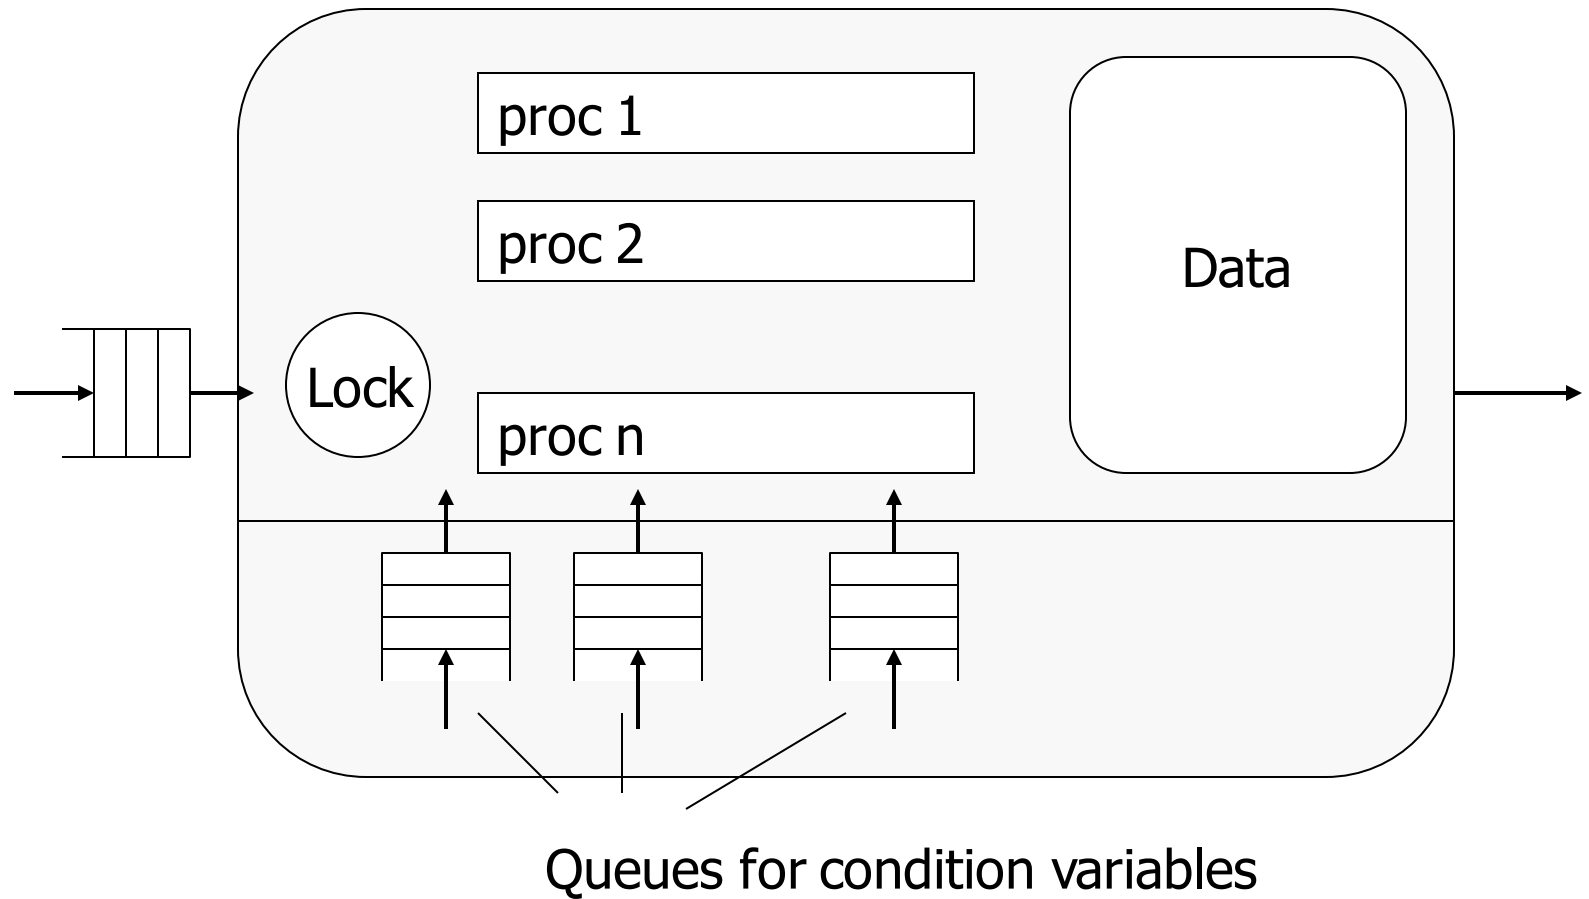 proc 1
proc 2
Data
Lock
proc n
Queues for condition variables